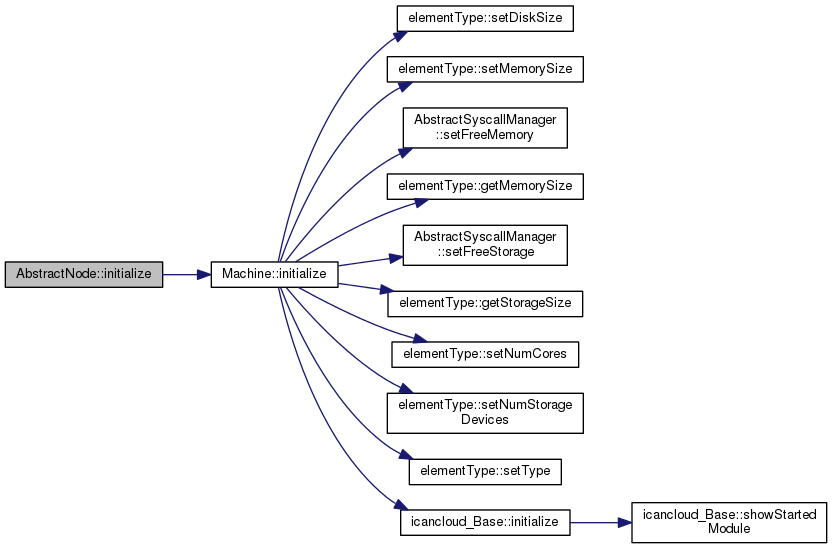 elementType::setDiskSize
elementType::setMemorySize
AbstractSyscallManager
::setFreeMemory
elementType::getMemorySize
AbstractSyscallManager
::setFreeStorage
AbstractNode::initialize
Machine::initialize
elementType::getStorageSize
elementType::setNumCores
elementType::setNumStorage
Devices
elementType::setType
icancloud_Base::initialize
icancloud_Base::showStarted
Module